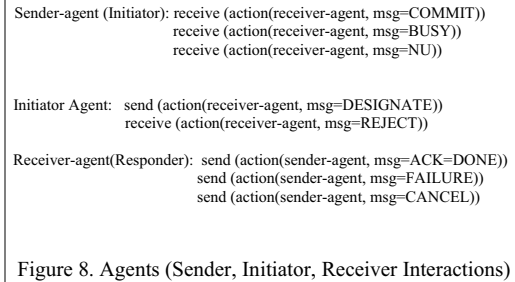 Sender-agent (Initiator): receive (action(receiver-agent, msg=COMMIT))
receive (action(receiver-agent, msg=BUSY))
receive (action(receiver-agent, msg=NU))
Initiator Agent: send (action(receiver-agent, msg=DESIGNATE))
receive (action(receiver-agent, msg=REJECT))
Receiver-agent(Responder): send (action(sender-agent, msg=ACK=DONE))
send (action(sender-agent, msg=FAILURE))
send (action(sender-agent, msg=CANCEL))
Figure 8. Agents (Sender, Initiator, Receiver Interactions)